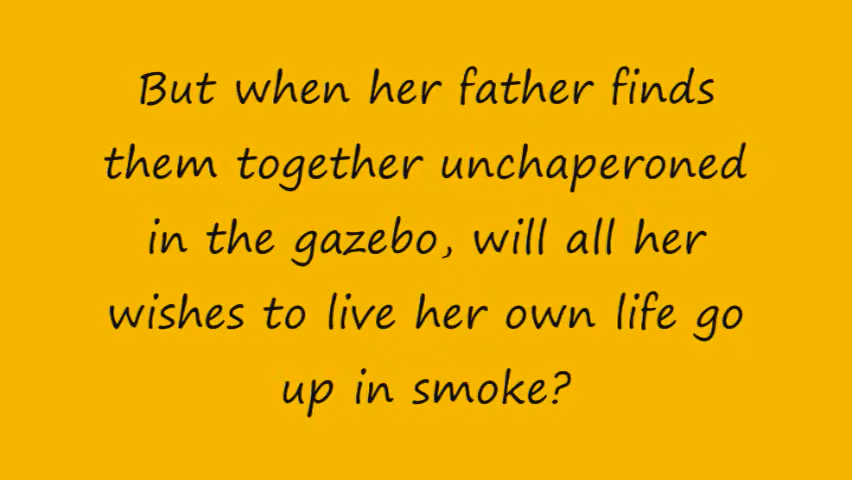 But when her father finds
them together unchaperoned
in the gazebo, will all her
wishes to live her own life go
up in smoke?